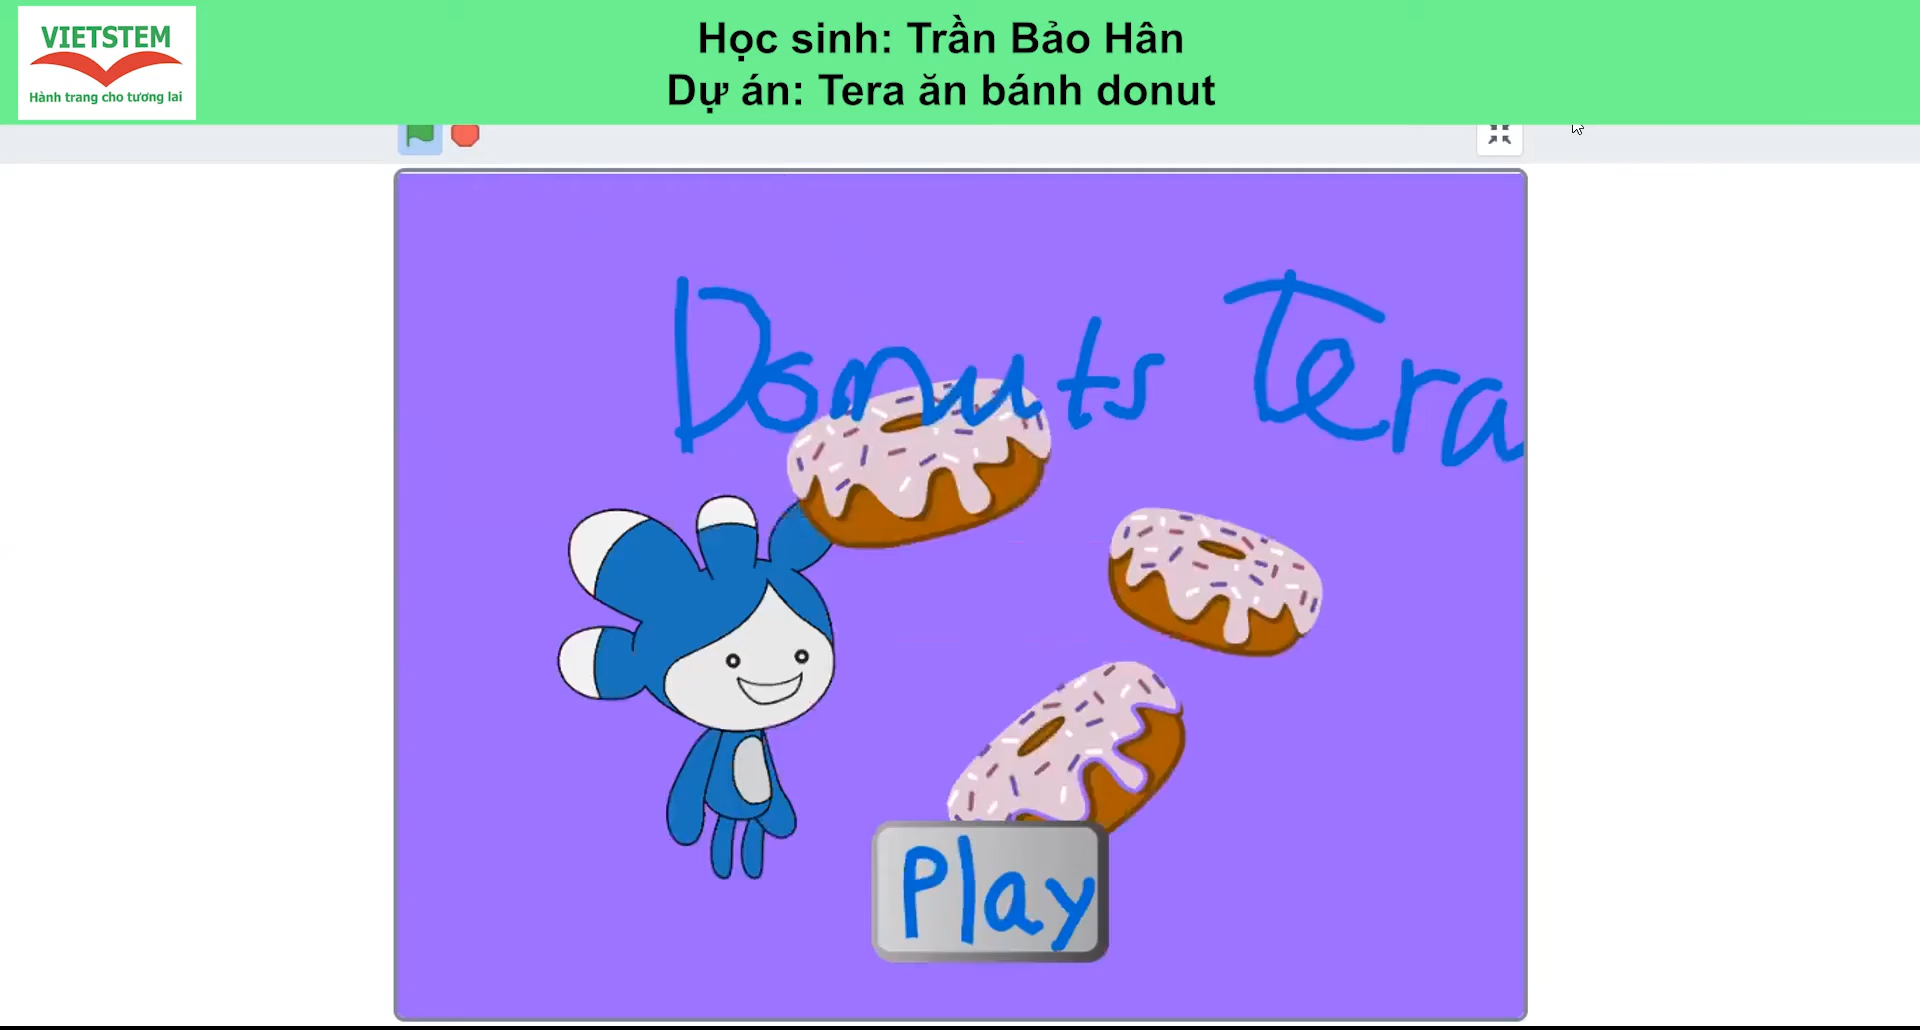 VIETSTEM
Hành trang cho tương lai
Học sinh: Trần Bảo Hân
Dự án: Tera ăn bánh donut
Donuts Tera
Play